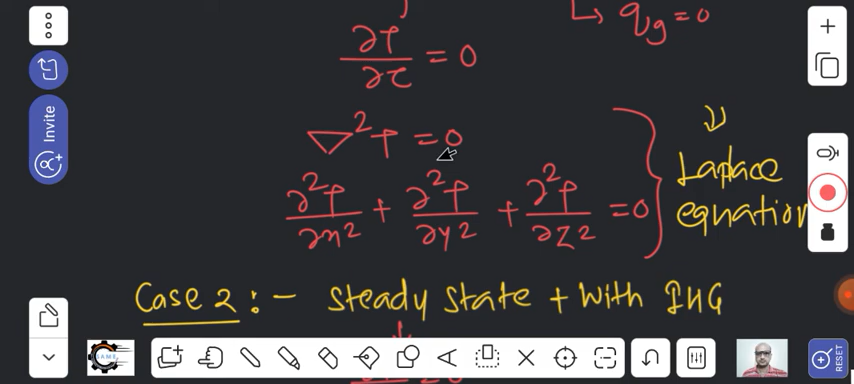 ↳ qg = 0
∂T/∂τ = 0
∇²T = 0
∂²T/∂x² + ∂²T/∂y² + ∂²T/∂z² = 0
Laplace
equation
Case 2 :- Steady State + With IHG
Invite
RESET